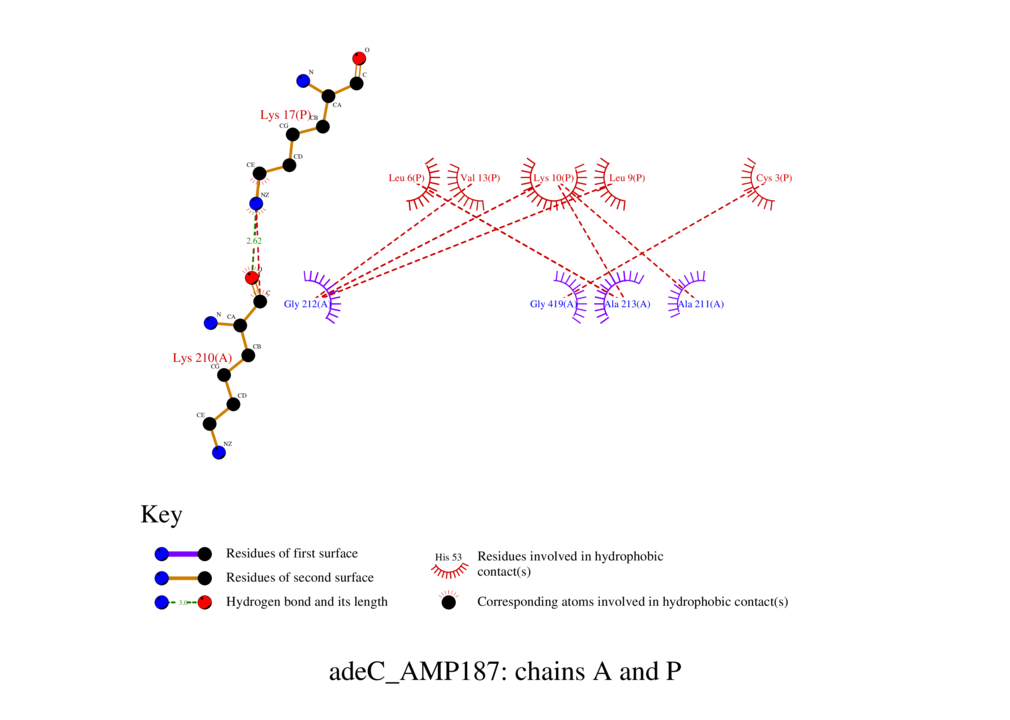 O
N
C
CA
Lys 17(P)
CB
CG
CD
CE
NZ
Leu 6(P)
Val 13(P)
Lys 10(P)
Leu 9(P)
Cys 3(P)
2.62
O
C
Gly 212(A)
Gly 419(A)
Ala 213(A)
Ala 211(A)
N
CA
CB
Lys 210(A)
CG
CD
CE
NZ
Key
Residues of first surface
Residues of second surface
Hydrogen bond and its length
3.0
His 53
Residues involved in hydrophobic
contact(s)
Corresponding atoms involved in hydrophobic contact(s)
adeC_AMP187: chains A and P